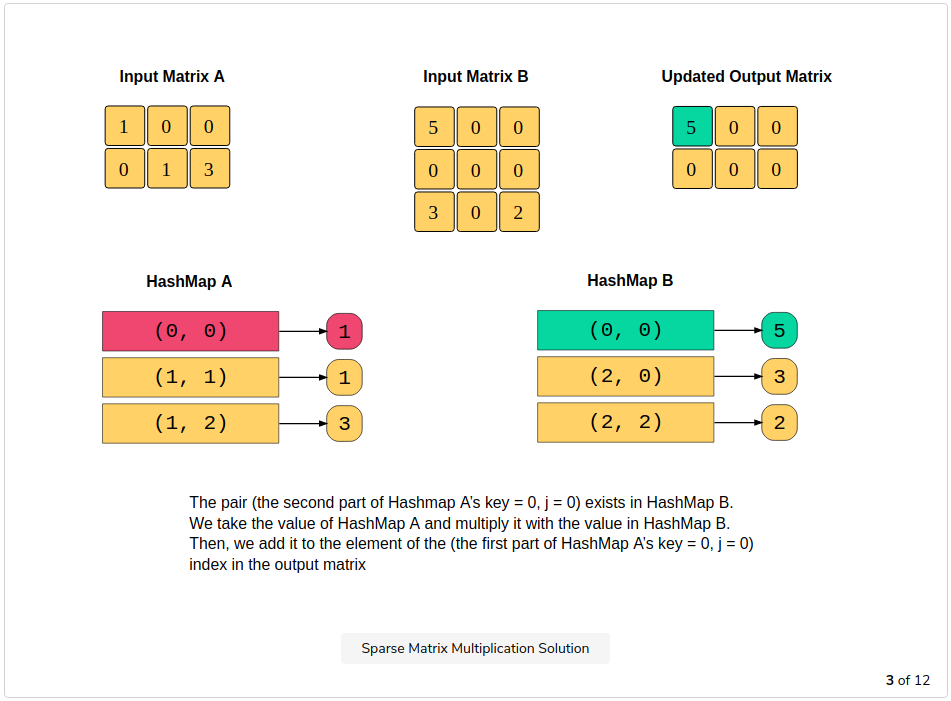 Input Matrix A
Input Matrix B
Updated Output Matrix
1 0 0
0 1 3
5 0 0
0 0 0
3 0 2
5 0 0
0 0 0
HashMap A
(0, 0) 1
(1, 1) 1
(1, 2) 3
HashMap B
(0, 0) 5
(2, 0) 3
(2, 2) 2
The pair (the second part of Hashmap A's key = 0, j = 0) exists in HashMap B.
We take the value of HashMap A and multiply it with the value in HashMap B.
Then, we add it to the element of the (the first part of HashMap A's key = 0, j = 0)
index in the output matrix
Sparse Matrix Multiplication Solution
3 of 12